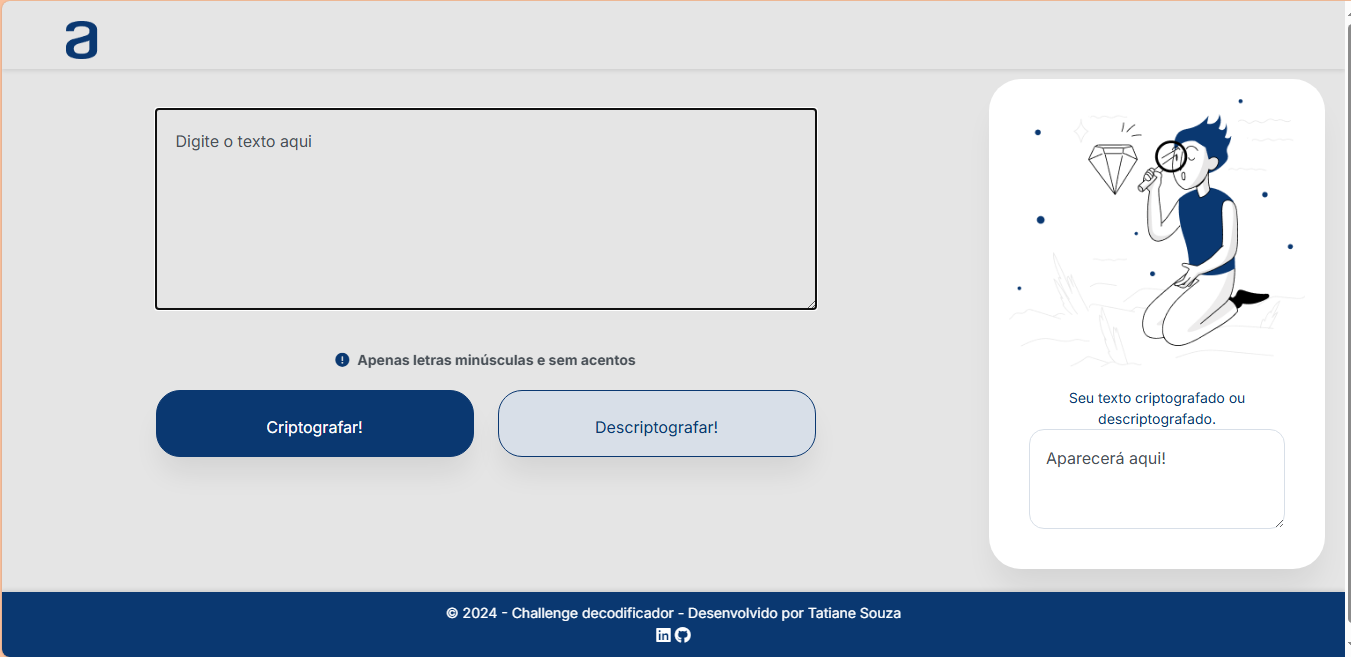 a
Digite o texto aqui
Apenas letras minúsculas e sem acentos
Criptografar!
Descriptografar!
Seu texto criptografado ou
descriptografado.
Aparecerá aqui!
© 2024 - Challenge decodificador - Desenvolvido por Tatiane Souza
in